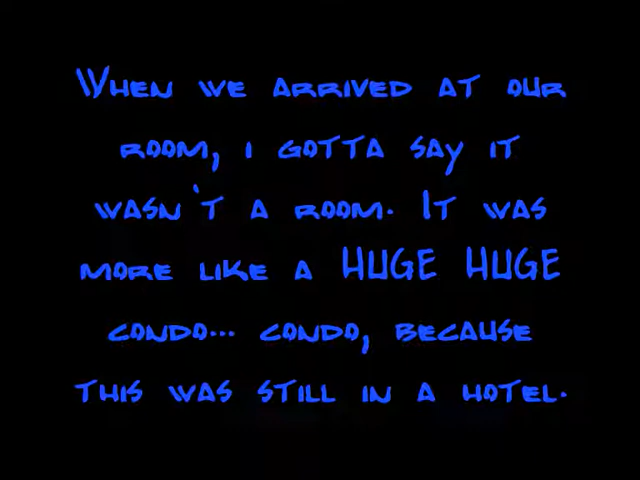 When we arrived at our
room, i gotta say it
wasn't a room. It was
more like a HUGE HUGE
condo... condo, because
this was still in a hotel.